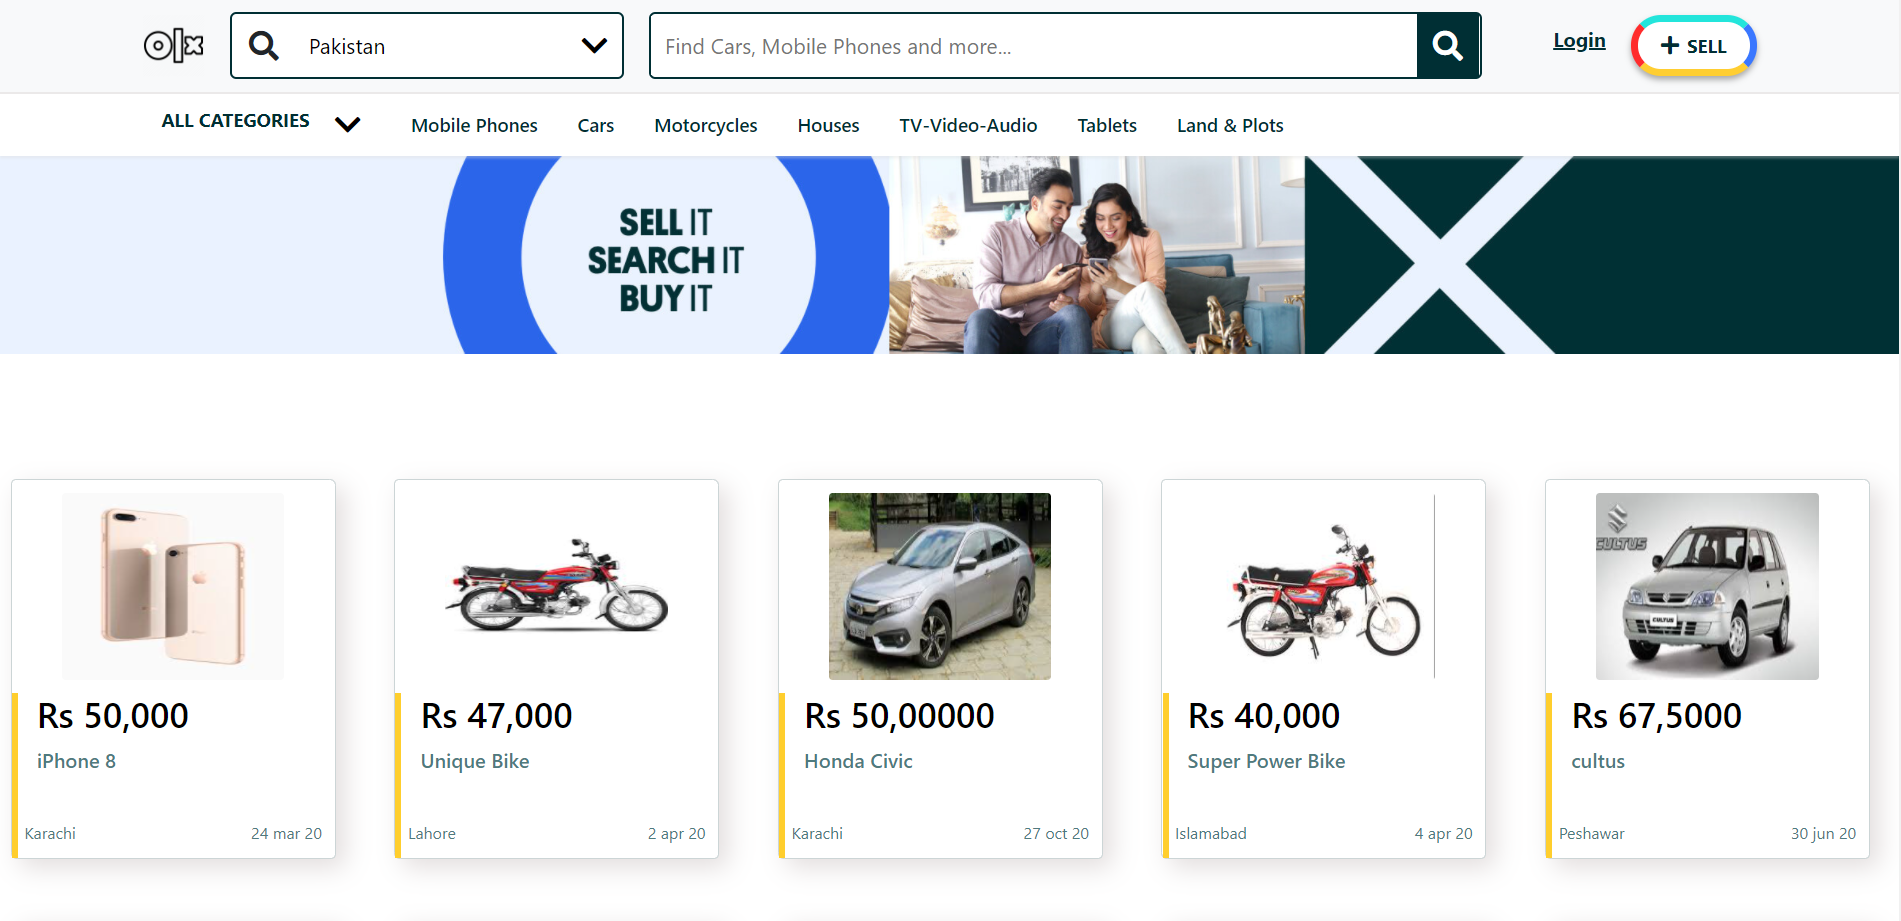 olx
Pakistan
Find Cars, Mobile Phones and more...
Login
+ SELL
ALL CATEGORIES
Mobile Phones
Cars
Motorcycles
Houses
TV-Video-Audio
Tablets
Land & Plots
SELL IT
SEARCH IT
BUY IT
CULTUS
CULTUS
Rs 50,000
iPhone 8
Karachi
24 mar 20
Rs 47,000
Unique Bike
Lahore
2 apr 20
Rs 50,00000
Honda Civic
Karachi
27 oct 20
Rs 40,000
Super Power Bike
Islamabad
4 apr 20
Rs 67,5000
cultus
Peshawar
30 jun 20